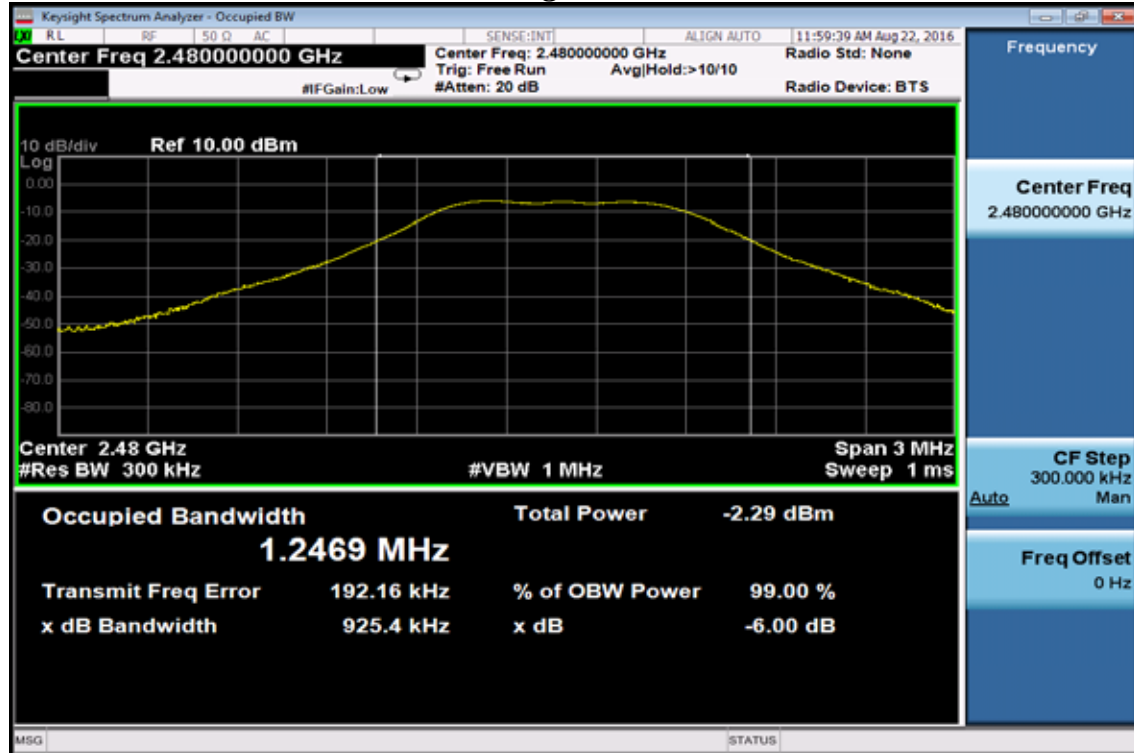 Keysight Spectrum Analyzer - Occupied BW
RL RF 50 Ω AC SENSE:INT ALIGN AUTO 11:59:39 AM Aug 22, 2016
Center Freq 2.480000000 GHz
Center Freq: 2.480000000 GHz Radio Std: None
Trig: Free Run Avg|Hold:>10/10
#IFGain:Low #Atten: 20 dB Radio Device: BTS
10 dB/div Ref 10.00 dBm
Log
0.00
-10.0
-20.0
-30.0
-40.0
-50.0
-60.0
-70.0
-80.0
Center 2.48 GHz Span 3 MHz
#Res BW 300 kHz #VBW 1 MHz Sweep 1 ms
Occupied Bandwidth Total Power -2.29 dBm
1.2469 MHz
Transmit Freq Error 192.16 kHz % of OBW Power 99.00 %
x dB Bandwidth 925.4 kHz x dB -6.00 dB
Frequency
Center Freq
2.480000000 GHz
CF Step
300.000 kHz
Auto Man
Freq Offset
0 Hz
MSG STATUS